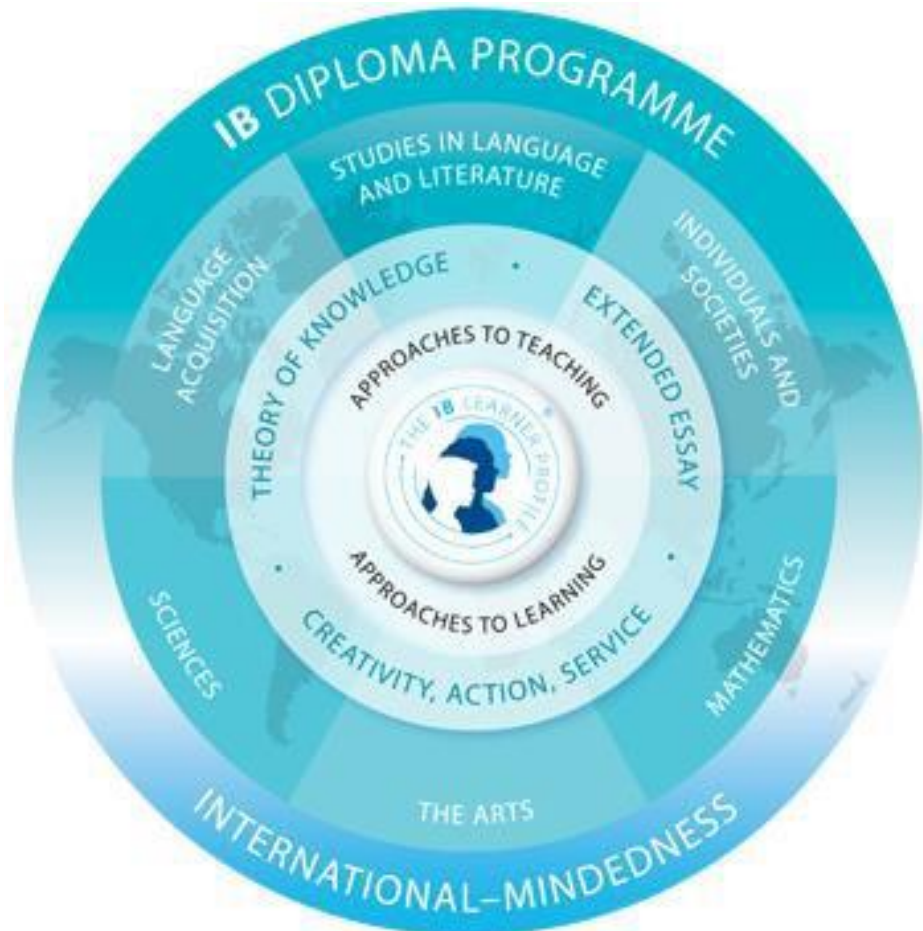 IB DIPLOMA PROGRAMME
STUDIES IN LANGUAGE
AND LITERATURE
LANGUAGE
ACQUISITION
INDIVIDUALS AND
SOCIETIES
THEORY OF KNOWLEDGE
·
EXTENDED ESSAY
APPROACHES TO TEACHING
THE IB LEARNER PROFILE
®
APPROACHES TO LEARNING
·
CREATIVITY, ACTION, SERVICE
·
SCIENCES
MATHEMATICS
THE ARTS
INTERNATIONAL–MINDEDNESS